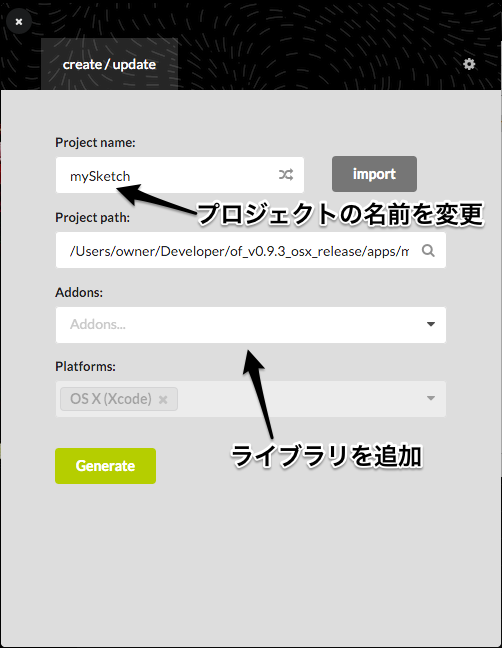 create / update
Project name:
mySketch
import
プロジェクトの名前を変更
Project path:
/Users/owner/Developer/of_v0.9.3_osx_release/apps/m
Addons:
Addons...
Platforms:
OS X (Xcode)
ライブラリを追加
Generate